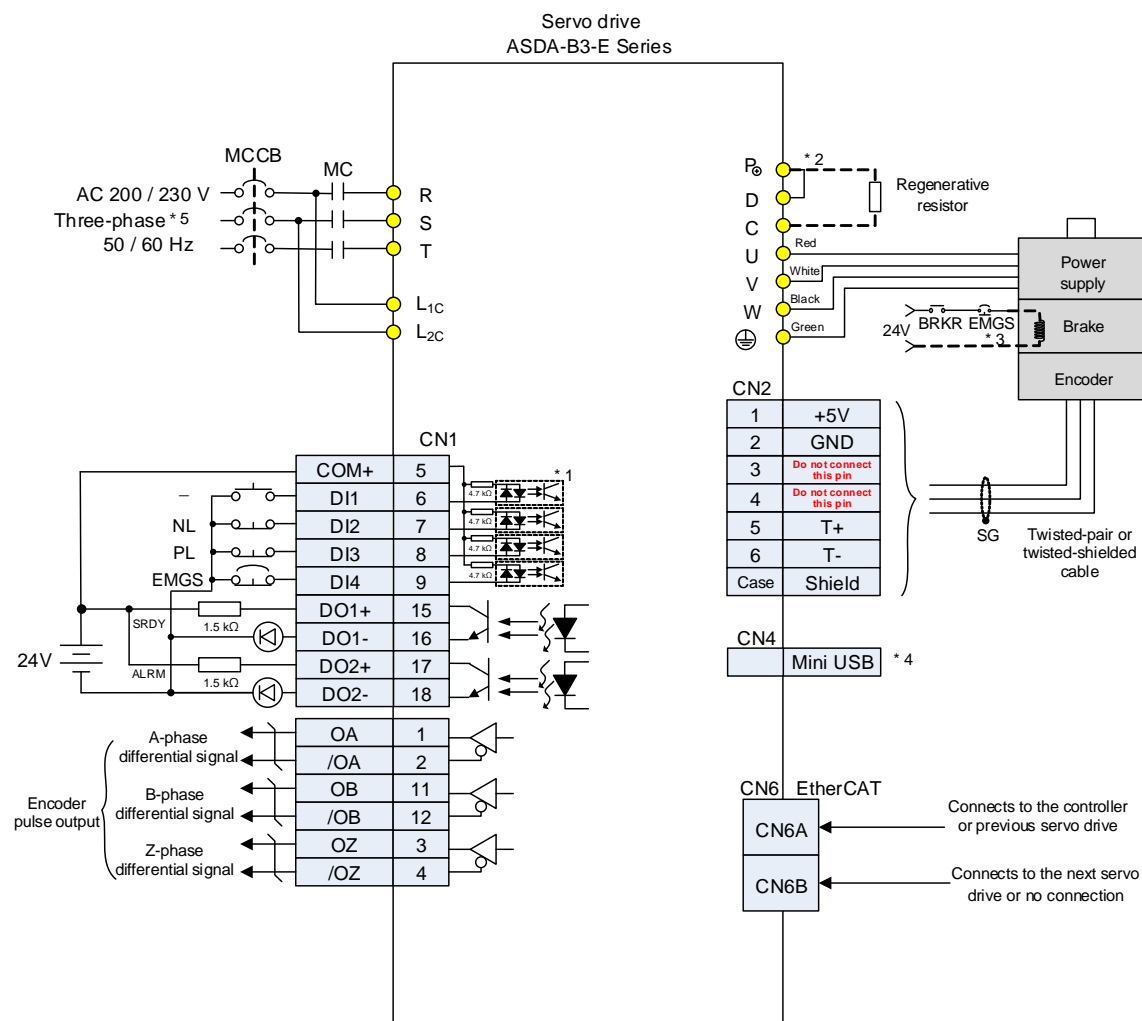 Servo drive
ASDA-B3-E Series
MCCB
MC
AC 200 / 230 V
Three-phase * 5
50 / 60 Hz
R
S
T
L1C
L2C
P⊕
* 2
D
C
Regenerative
resistor
U
Red
V
White
W
Black
Green
24V
BRKR
EMGS
* 3
Power
supply
Brake
Encoder
CN1
COM+ 5
– DI1 6
NL DI2 7
PL DI3 8
EMGS DI4 9
* 1
4.7 kΩ
4.7 kΩ
4.7 kΩ
4.7 kΩ
DO1+ 15
SRDY
1.5 kΩ
DO1- 16
DO2+ 17
24V
ALRM
1.5 kΩ
DO2- 18
OA 1
/OA 2
OB 11
/OB 12
OZ 3
/OZ 4
A-phase
differential signal
B-phase
differential signal
Z-phase
differential signal
Encoder
pulse output
CN2
1 +5V
2 GND
3 Do not connect
this pin
4 Do not connect
this pin
5 T+
6 T-
Case Shield
SG
Twisted-pair or
twisted-shielded
cable
CN4
Mini USB * 4
CN6 EtherCAT
CN6A
Connects to the controller
or previous servo drive
CN6B
Connects to the next servo
drive or no connection